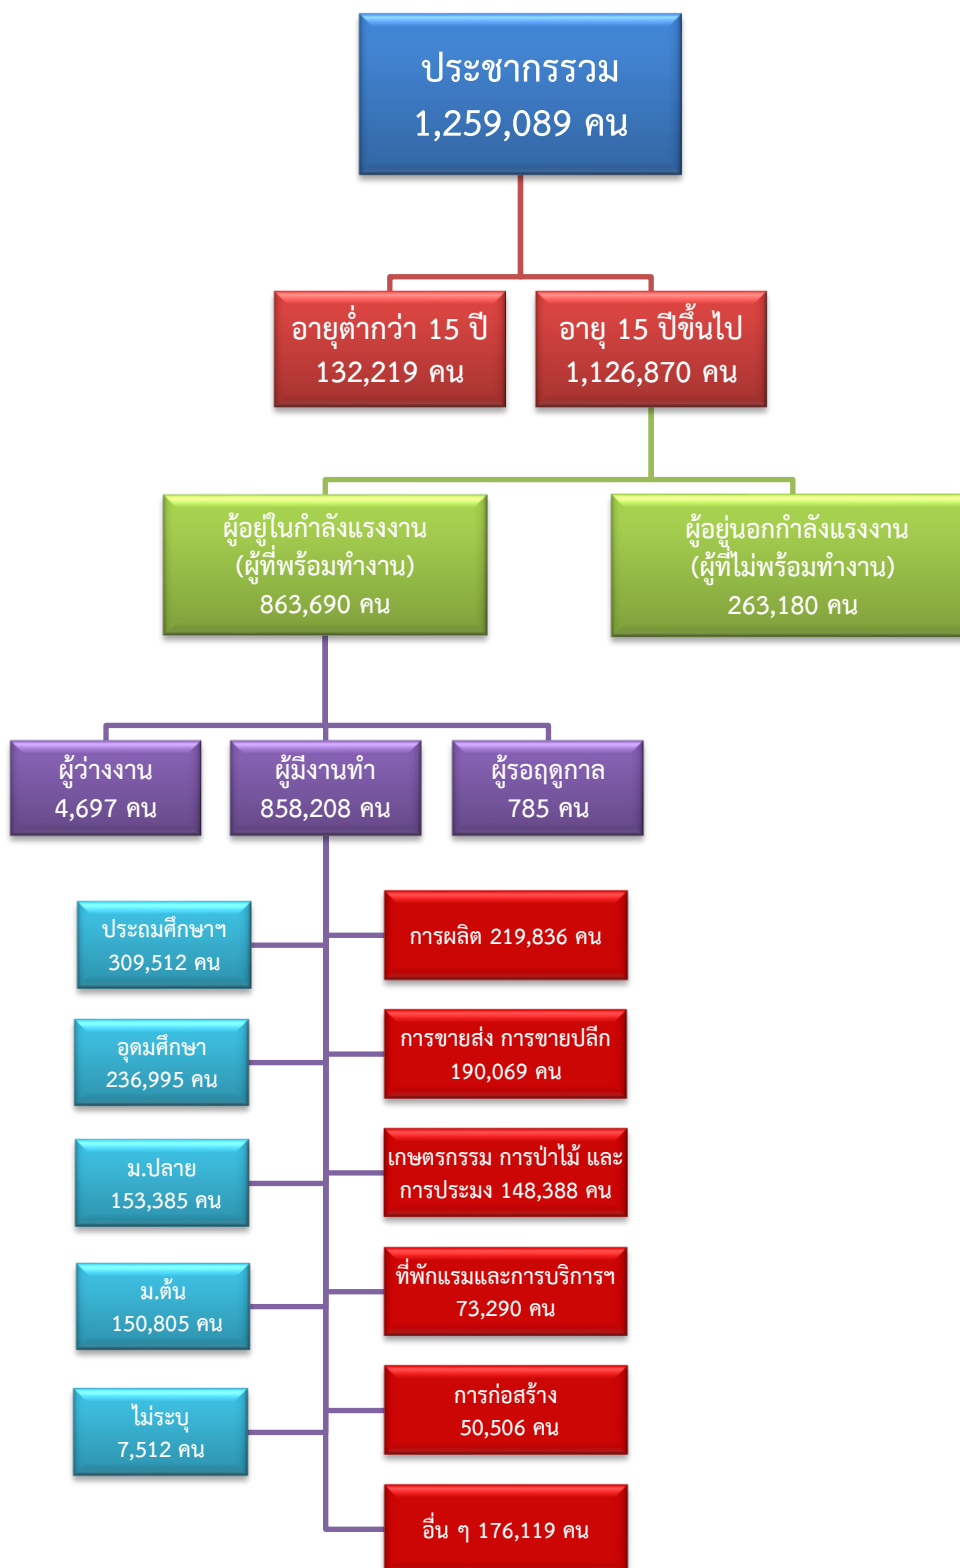 ประชากรรวม
1,259,089 คน
อายุต่ำกว่า 15 ปี
132,219 คน
อายุ 15 ปีขึ้นไป
1,126,870 คน
ผู้อยู่ในกำลังแรงงาน
(ผู้ที่พร้อมทำงาน)
863,690 คน
ผู้อยู่นอกกำลังแรงงาน
(ผู้ที่ไม่พร้อมทำงาน)
263,180 คน
ผู้ว่างงาน
4,697 คน
ผู้มีงานทำ
858,208 คน
ผู้รอฤดูกาล
785 คน
ประถมศึกษาฯ
309,512 คน
อุดมศึกษา
236,995 คน
ม.ปลาย
153,385 คน
ม.ต้น
150,805 คน
ไม่ระบุ
7,512 คน
การผลิต 219,836 คน
การขายส่ง การขายปลีก
190,069 คน
เกษตรกรรม การป่าไม้ และ
การประมง 148,388 คน
ที่พักแรมและการบริการฯ
73,290 คน
การก่อสร้าง
50,506 คน
อื่น ๆ 176,119 คน